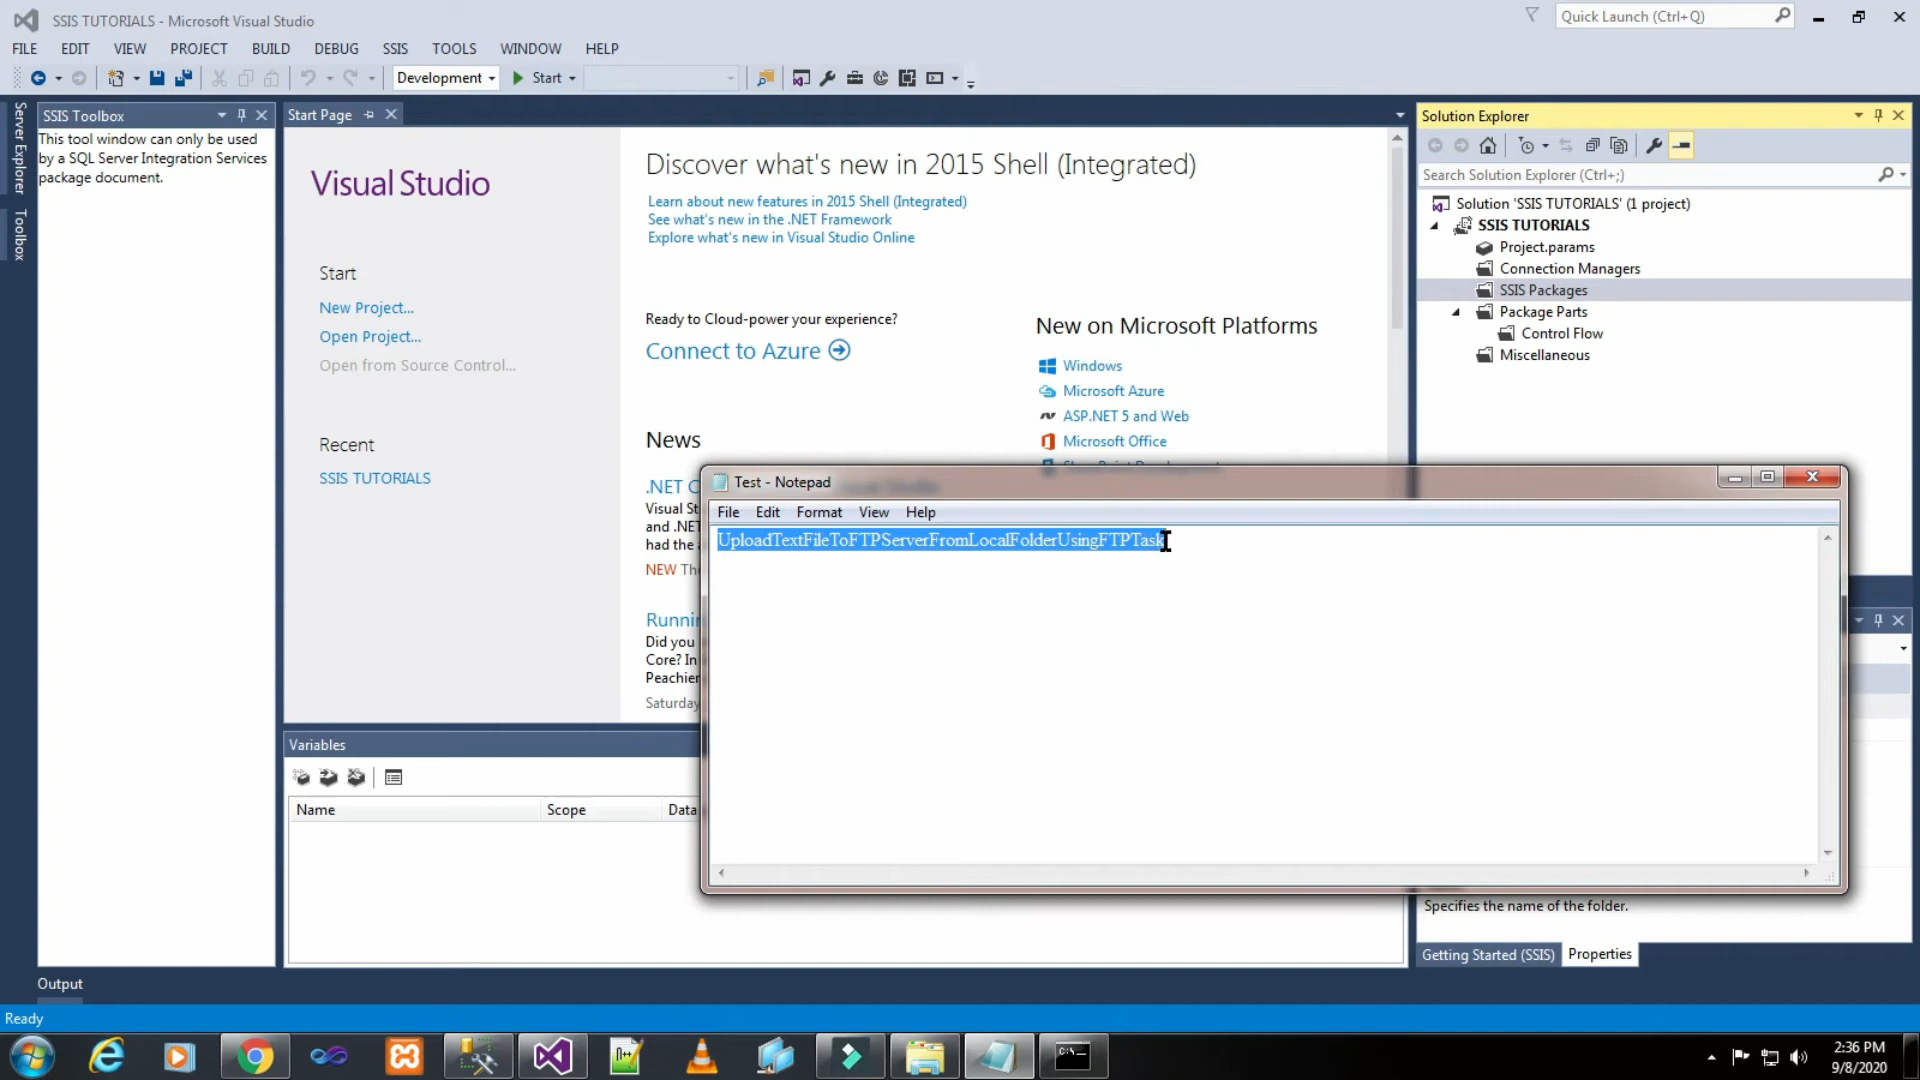 SSIS TUTORIALS - Microsoft Visual Studio
Quick Launch (Ctrl+Q)
FILE EDIT VIEW PROJECT BUILD DEBUG SSIS TOOLS WINDOW HELP
Development Start
Server Explorer
Toolbox
SSIS Toolbox
This tool window can only be used
by a SQL Server Integration Services
package document.
Start Page
Visual Studio
Start
New Project...
Open Project...
Open from Source Control...
Recent
SSIS TUTORIALS
Discover what's new in 2015 Shell (Integrated)
Learn about new features in 2015 Shell (Integrated)
See what's new in the .NET Framework
Explore what's new in Visual Studio Online
Ready to Cloud-power your experience?
Connect to Azure
New on Microsoft Platforms
Windows
Microsoft Azure
ASP.NET 5 and Web
Microsoft Office
News
.NET C
Visual St
and .NET
had the
NEW Th
Runnin
Did you
Core? In
Peachier
Saturday
Solution Explorer
Search Solution Explorer (Ctrl+;)
Solution 'SSIS TUTORIALS' (1 project)
SSIS TUTORIALS
Project.params
Connection Managers
SSIS Packages
Package Parts
Control Flow
Miscellaneous
Test - Notepad
File Edit Format View Help
UploadTextFileToFTPServerFromLocalFolderUsingFTPTask
Variables
Name Scope Data
Specifies the name of the folder.
Getting Started (SSIS) Properties
Output
Ready
2:36 PM
9/8/2020